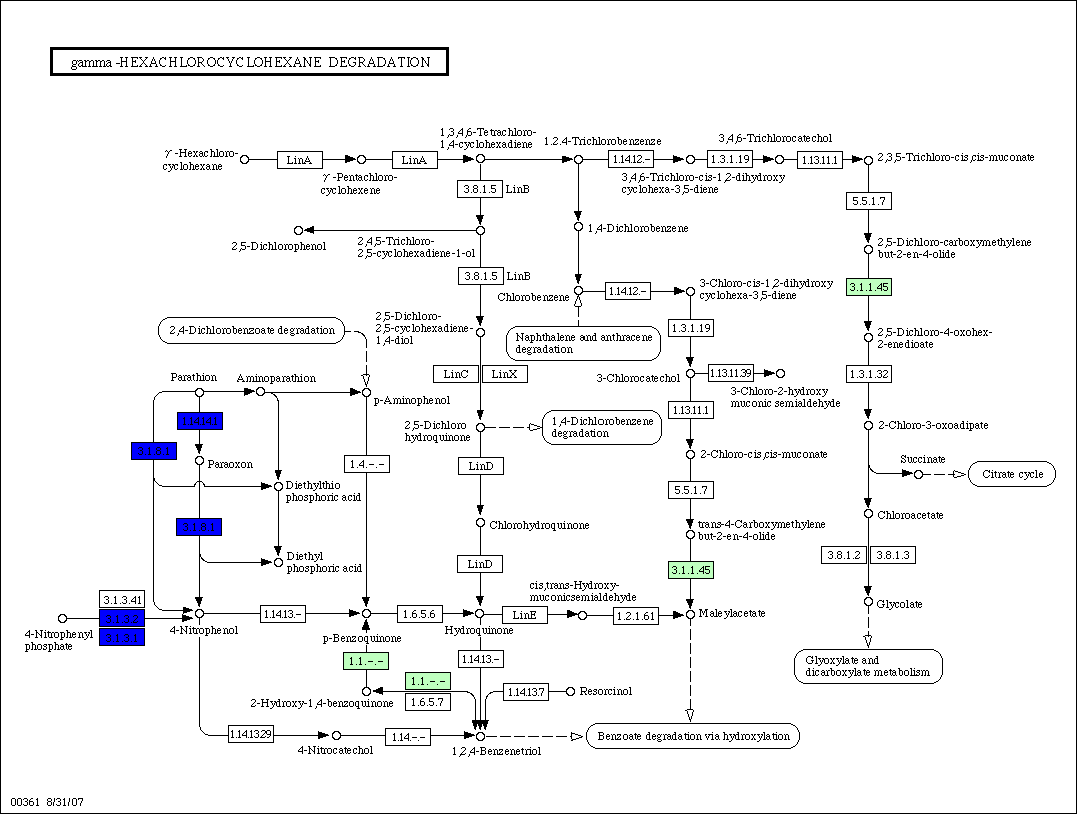 gamma -HEXACHLOROCYCLOHEXANE DEGRADATION
γ -Hexachloro-
cyclohexane
LinA
γ -Pentachloro-
cyclohexene
LinA
1,3,4,6-Tetrachloro-
1,4-cyclohexadiene
1.2.4-Trichlorobenzenze
1.14.12.-
3,4,6-Trichloro-cis-1,2-dihydroxy
cyclohexa-3,5-diene
1.3.1.19
3,4,6-Trichlorocatechol
1.13.11.1
2,3,5-Trichloro-cis,cis-muconate
3.8.1.5
LinB
5.5.1.7
2,5-Dichlorophenol
2,4,5-Trichloro-
2,5-cyclohexadiene-1-ol
1,4-Dichlorobenzene
2,5-Dichloro-carboxymethylene
but-2-en-4-olide
3.8.1.5
LinB
Chlorobenzene
1.14.12.-
3-Chloro-cis-1,2-dihydroxy
cyclohexa-3,5-diene
3.1.1.45
2,4-Dichlorobenzoate degradation
2,5-Dichloro-
2,5-cyclohexadiene-
1,4-diol
Naphthalene and anthracene
degradation
1.3.1.19
2,5-Dichloro-4-oxohex-
2-enedioate
LinC
LinX
3-Chlorocatechol
1.13.11.39
3-Chloro-2-hydroxy
muconic semialdehyde
1.3.1.32
Parathion
Aminoparathion
p-Aminophenol
1.14.14.1
3.1.8.1
2,5-Dichloro
hydroquinone
1,4-Dichlorobenzene
degradation
1.13.11.1
2-Chloro-3-oxoadipate
Paraoxon
1.4.-.-
LinD
2-Chloro-cis,cis-muconate
Succinate
Citrate cycle
Diethylthio
phosphoric acid
5.5.1.7
3.1.8.1
Chlorohydroquinone
trans-4-Carboxymethylene
but-2-en-4-olide
Chloroacetate
Diethyl
phosphoric acid
LinD
3.1.1.45
3.8.1.2
3.8.1.3
cis,trans-Hydroxy-
muconicsemialdehyde
3.1.3.41
3.1.3.2
3.1.3.1
4-Nitrophenyl
phosphate
4-Nitrophenol
1.14.13.-
p-Benzoquinone
1.6.5.6
Hydroquinone
LinE
1.2.1.61
Maleylacetate
Glycolate
1.1.-.-
1.14.13.-
Glyoxylate and
dicarboxylate metabolism
1.1.-.-
1.6.5.7
2-Hydroxy-1,4-benzoquinone
1.14.13.7
Resorcinol
1.14.13.29
4-Nitrocatechol
1.14.-.-
1,2,4-Benzenetriol
Benzoate degradation via hydroxylation
00361 8/31/07